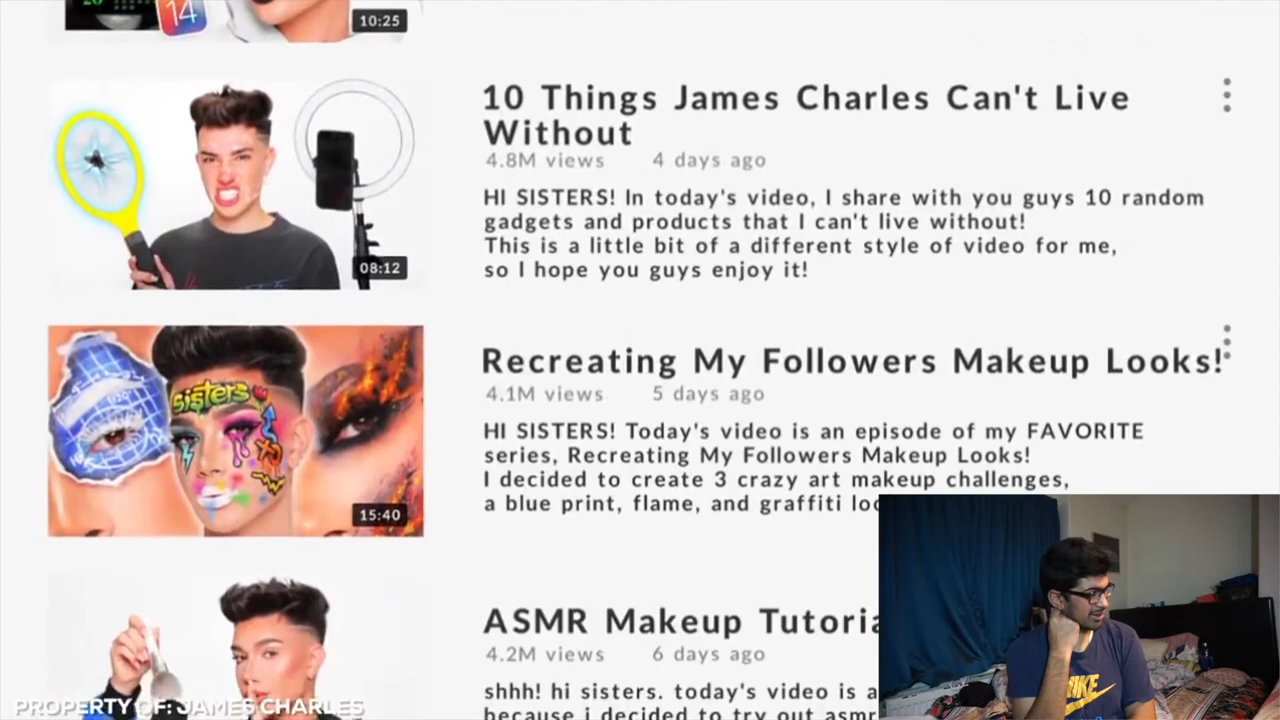 14
10:25
10 Things James Charles Can't Live
Without
4.8M views 4 days ago
HI SISTERS! In today's video, I share with you guys 10 random
gadgets and products that I can't live without!
This is a little bit of a different style of video for me,
so I hope you guys enjoy it!
08:12
Recreating My Followers Makeup Looks!
4.1M views 5 days ago
HI SISTERS! Today's video is an episode of my FAVORITE
series, Recreating My Followers Makeup Looks!
I decided to create 3 crazy art makeup challenges,
a blue print, flame, and graffiti
sisters
15:40
ASMR Makeup
4.2M views 6 days ago
shhh! hi sisters. today's video is a
because i decided to try out asmr
PROPERTY OF: JAMES CHARLES
NIKE